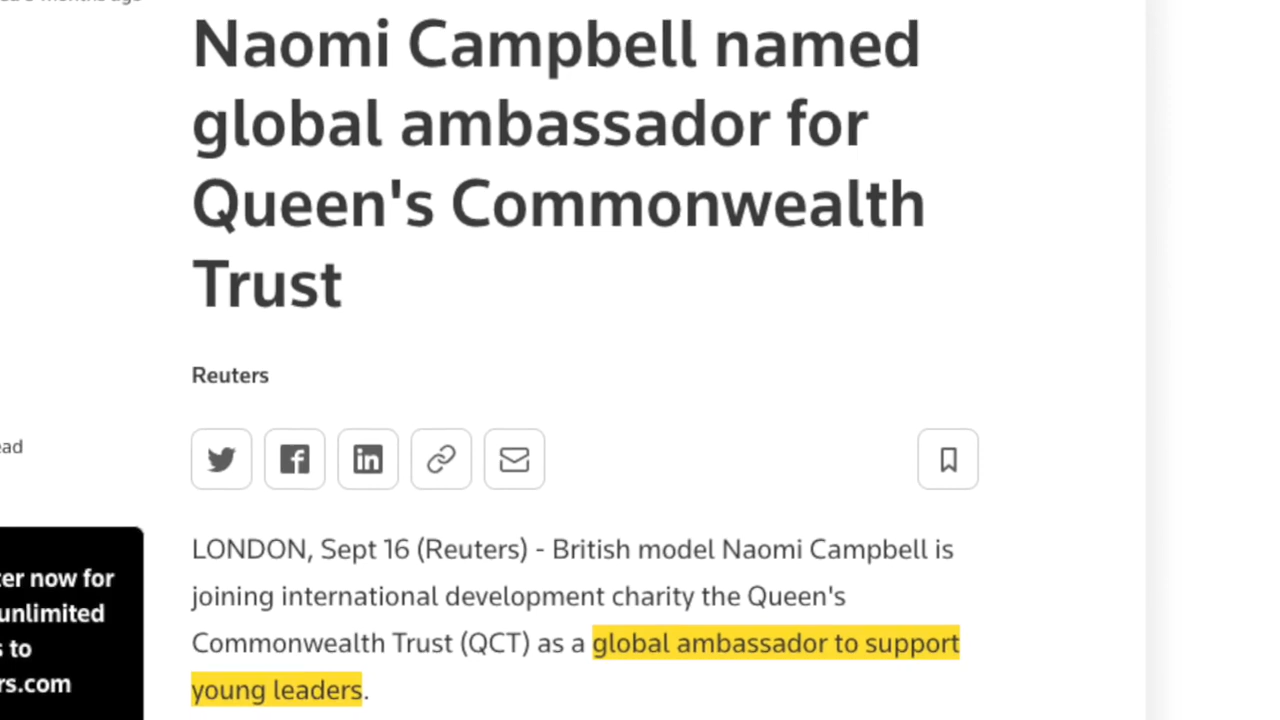 Naomi Campbell named
global ambassador for
Queen's Commonwealth
Trust
Reuters
ead
LONDON, Sept 16 (Reuters) - British model Naomi Campbell is
joining international development charity the Queen's
Commonwealth Trust (QCT) as a global ambassador to support
young leaders.
ter now for
unlimited
s to
rs.com